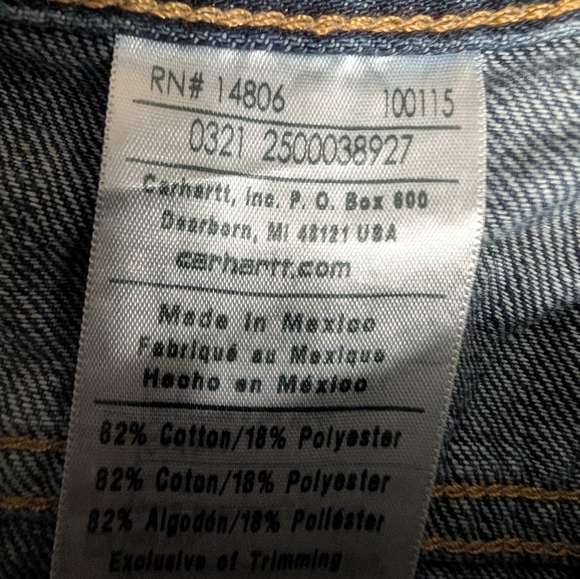 RN# 14806 100115
0321 2500038927
Carhartt, Inc. P. O. Box 600
Dearborn, MI 48121 USA
carhartt.com
Made in Mexico
Fabriqué au Mexique
Hecho en México
82% Cotton/18% Polyester
82% Coton/18% Polyester
82% Algodón/18% Poliéster
Exclusive of Trimming